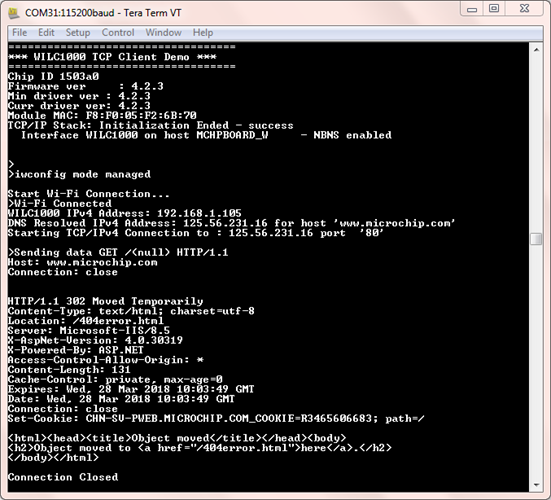 COM31:115200baud - Tera Term VT
File Edit Setup Control Window Help
===================================
*** WILC1000 TCP Client Demo ***
===================================
Chip ID 1503a0
Firmware ver     : 4.2.3
Min driver ver : 4.2.3
Curr driver ver: 4.2.3
Module MAC: F8:F0:05:F2:6B:70
TCP/IP Stack: Initialization Ended - success
  Interface WILC1000 on host MCHPBOARD_W     - NBNS enabled
>
>iwconfig mode managed
Start Wi-Fi Connection...
>Wi-Fi Connected
WILC1000 IPv4 Address: 192.168.1.105
DNS Resolved IPv4 Address: 125.56.231.16 for host 'www.microchip.com'
Starting TCP/IPv4 Connection to : 125.56.231.16 port  '80'
>Sending data GET /(null) HTTP/1.1
Host: www.microchip.com
Connection: close
HTTP/1.1 302 Moved Temporarily
Content-Type: text/html; charset=utf-8
Location: /404error.html
Server: Microsoft-IIS/8.5
X-AspNet-Version: 4.0.30319
X-Powered-By: ASP.NET
Access-Control-Allow-Origin: *
Content-Length: 131
Cache-Control: private, max-age=0
Expires: Wed, 28 Mar 2018 10:03:49 GMT
Date: Wed, 28 Mar 2018 10:03:49 GMT
Connection: close
Set-Cookie: CHN-SV-PWEB.MICROCHIP.COM_COOKIE=R3465606683; path=/
<html><head><title>Object moved</title></head><body>
<h2>Object moved to <a href="/404error.html">here</a>.</h2>
</body></html>
Connection Closed